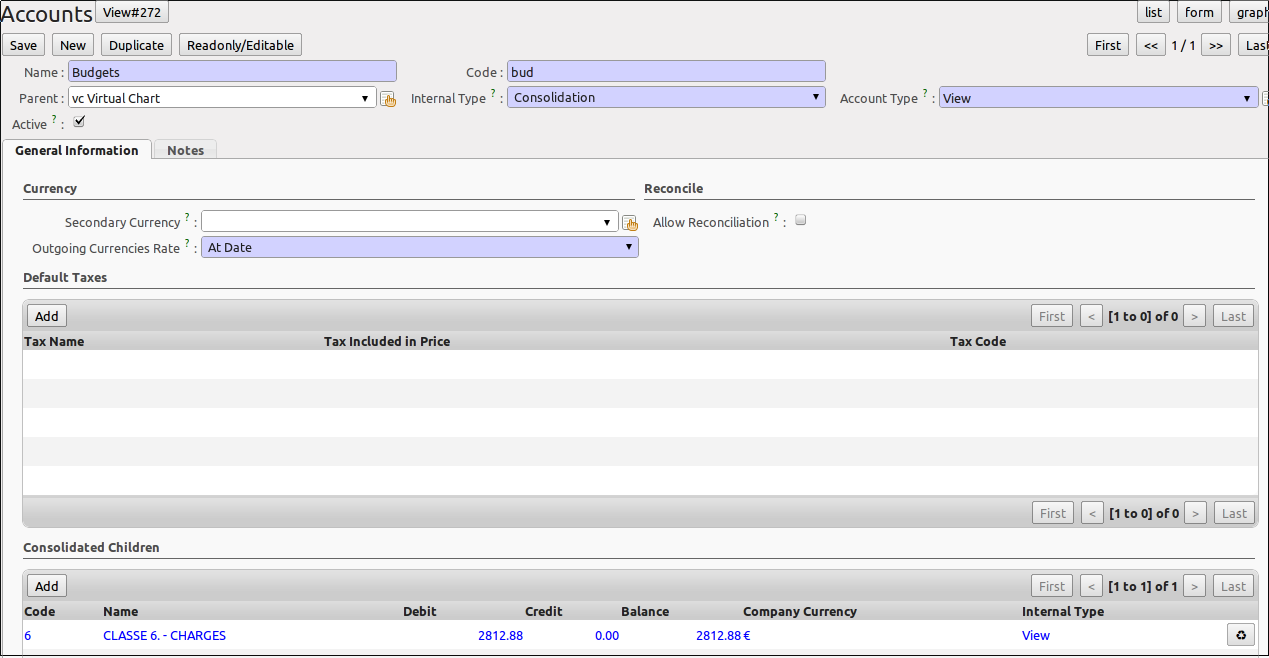 Accounts View#272 list form graph
Save New Duplicate Readonly/Editable First << 1 / 1 >> Last
Name : Budgets Code : bud
Parent : vc Virtual Chart Internal Type ? : Consolidation Account Type ? : View
Active ? :
General Information Notes
Currency Reconcile
Secondary Currency ? : Allow Reconciliation ? :
Outgoing Currencies Rate ? : At Date
Default Taxes
Add First < [1 to 0] of 0 > Last
Tax Name Tax Included in Price Tax Code
First < [1 to 0] of 0 > Last
Consolidated Children
Add First < [1 to 1] of 1 > Last
Code Name Debit Credit Balance Company Currency Internal Type
6 CLASSE 6. - CHARGES 2812.88 0.00 2812.88 € View